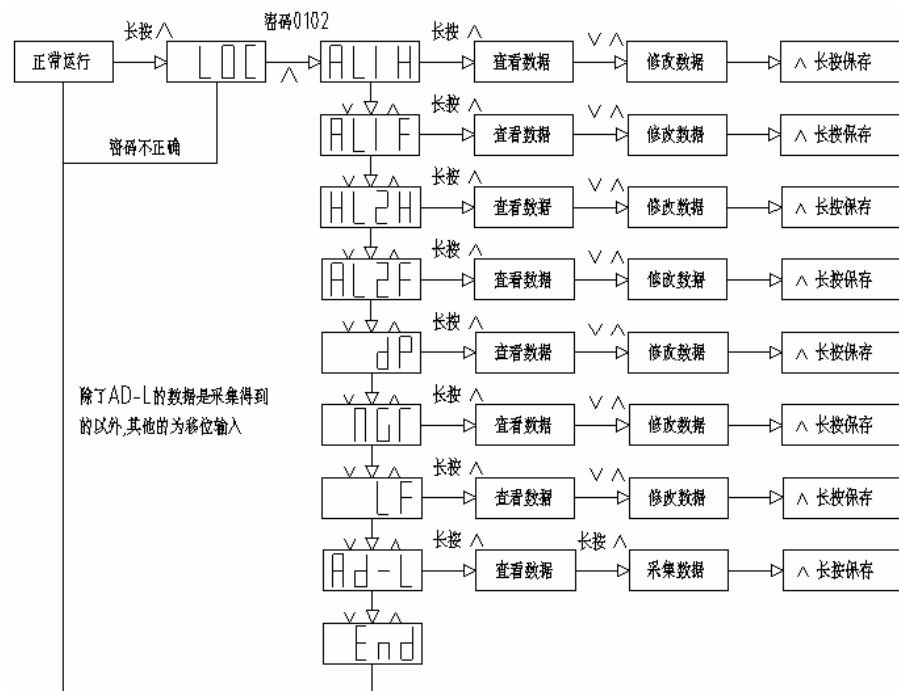 密码0102
长按∧ 长按∧ ∨ ∧
正常运行 LOC ∧ AL1H 查看数据 修改数据 ∧ 长按保存
∨ ∧ 长按∧ ∨ ∧
密码不正确 AL1F 查看数据 修改数据 ∧ 长按保存
∨ ∧ 长按∧ ∨ ∧
HL2H 查看数据 修改数据 ∧ 长按保存
∨ ∧ 长按∧ ∨ ∧
AL2F 查看数据 修改数据 ∧ 长按保存
∨ ∧ 长按∧ ∨ ∧
dP 查看数据 修改数据 ∧ 长按保存
除了AD-L的数据是采集得到
的以外,其他的为移位输入
∨ ∧ 长按∧ ∨ ∧
查看数据 修改数据 ∧ 长按保存
∨ ∧ 长按∧ ∨ ∧
LF 查看数据 修改数据 ∧ 长按保存
∨ ∧ 长按∧ 长按∧
Ad-L 查看数据 采集数据 ∧ 长按保存
∨ ∧
End